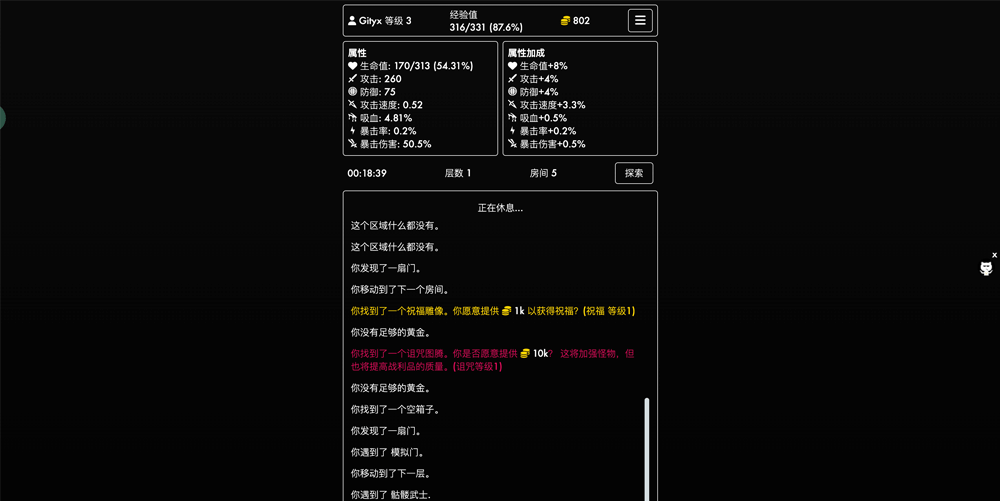 Gityx 等级 3
经验值
316/331 (87.6%)
802
属性
生命值: 170/313 (54.31%)
攻击: 260
防御: 75
攻击速度: 0.52
吸血: 4.81%
暴击率: 0.2%
暴击伤害: 50.5%
属性加成
生命值+8%
攻击+4%
防御+4%
攻击速度+3.3%
吸血+0.5%
暴击率+0.2%
暴击伤害+0.5%
00:18:39 层数 1 房间 5 探索
正在休息...
这个区域什么都没有。
这个区域什么都没有。
你发现了一扇门。
你移动到了下一个房间。
你找到了一个祝福雕像。你愿意提供 1k 以获得祝福？(祝福 等级1)
你没有足够的黄金。
你找到了一个诅咒图腾。你是否愿意提供 10k？ 这将加强怪物，但
也将提高战利品的质量。(诅咒等级1)
你没有足够的黄金。
你找到了一个空箱子。
你发现了一扇门。
你遇到了 模拟门。
你移动到了下一层。
你遇到了 骷髅武士.
x